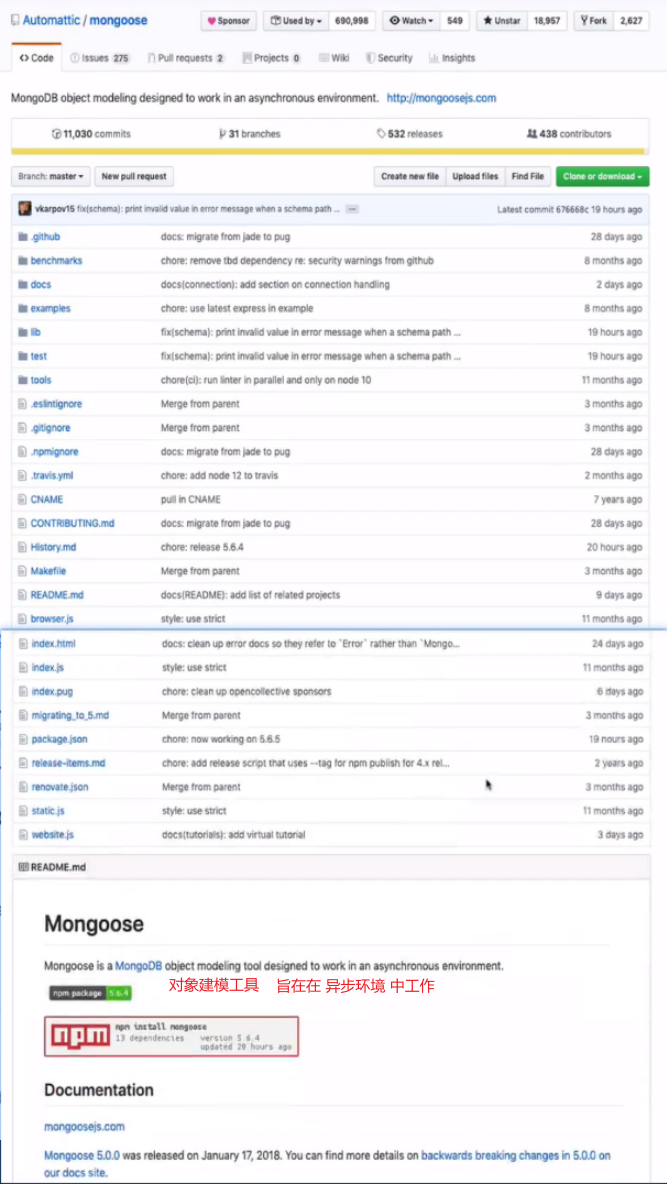 Automattic / mongoose
Sponsor Used by 690,998 Watch 549 Unstar 18,957 Fork 2,627
Code Issues 275 Pull requests 2 Projects 0 Wiki Security Insights
MongoDB object modeling designed to work in an asynchronous environment. http://mongoosejs.com
11,030 commits 31 branches 532 releases 438 contributors
Branch: master New pull request Create new file Upload files Find File Clone or download
vkarpov15 fix(schema): print invalid value in error message when a schema path ... Latest commit 676668c 19 hours ago
.github docs: migrate from jade to pug 28 days ago
benchmarks chore: remove tbd dependency re: security warnings from github 8 months ago
docs docs(connection): add section on connection handling 2 days ago
examples chore: use latest express in example 8 months ago
lib fix(schema): print invalid value in error message when a schema path ... 19 hours ago
test fix(schema): print invalid value in error message when a schema path ... 19 hours ago
tools chore(ci): run linter in parallel and only on node 10 11 months ago
.eslintignore Merge from parent 3 months ago
.gitignore Merge from parent 3 months ago
.npmignore docs: migrate from jade to pug 28 days ago
.travis.yml chore: add node 12 to travis 2 months ago
CNAME pull in CNAME 7 years ago
CONTRIBUTING.md docs: migrate from jade to pug 28 days ago
History.md chore: release 5.6.4 20 hours ago
Makefile Merge from parent 3 months ago
README.md docs(README): add list of related projects 9 days ago
browser.js style: use strict 11 months ago
index.html docs: clean up error docs so they refer to `Error` rather than `Mongo... 24 days ago
index.js style: use strict 11 months ago
index.pug chore: clean up opencollective sponsors 6 days ago
migrating_to_5.md Merge from parent 3 months ago
package.json chore: now working on 5.6.5 19 hours ago
release-items.md chore: add release script that uses --tag for npm publish for 4.x rel... 2 years ago
renovate.json Merge from parent 3 months ago
static.js style: use strict 11 months ago
website.js docs(tutorials): add virtual tutorial 3 days ago
README.md
Mongoose
Mongoose is a MongoDB object modeling tool designed to work in an asynchronous environment.
npm package 5.6.4 对象建模工具 旨在在 异步环境 中工作
npm npm install mongoose
13 dependencies version 5.6.4
updated 20 hours ago
Documentation
mongoosejs.com
Mongoose 5.0.0 was released on January 17, 2018. You can find more details on backwards breaking changes in 5.0.0 on
our docs site.